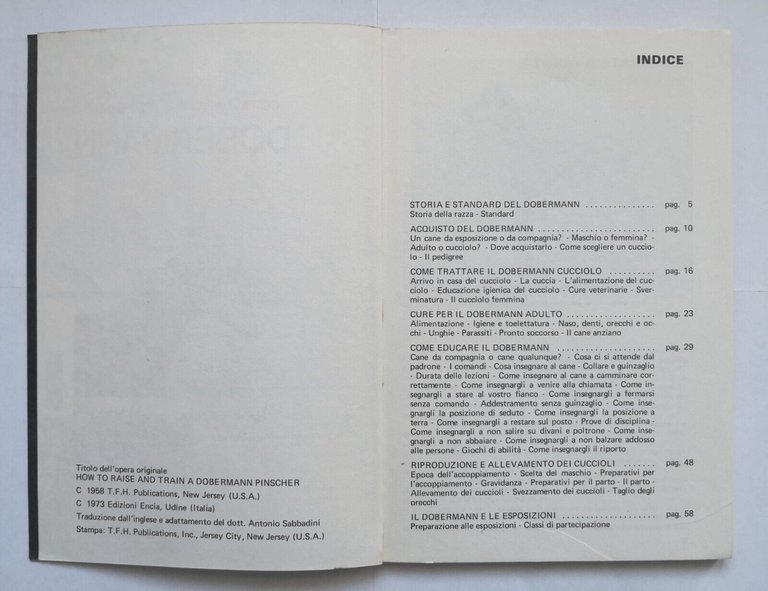 Titolo dell'opera originale
HOW TO RAISE AND TRAIN A DOBERMANN PINSCHER
C 1958 T.F.H. Publications, New Jersey (U.S.A.)
C 1973 Edizioni Encia, Udine (Italia)
Traduzione dall'inglese e adattamento del dott. Antonio Sabbadini
Stampa: T.F.H. Publications, Inc., Jersey City, New Jersey (U.S.A.)
INDICE
STORIA E STANDARD DEL DOBERMANN ............... pag. 5
Storia della razza - Standard
ACQUISTO DEL DOBERMANN ........................ pag. 10
Un cane da esposizione o da compagnia? - Maschio o femmina? -
Adulto o cucciolo? - Dove acquistarlo - Come scegliere un cuccio-
lo - Il pedigree
COME TRATTARE IL DOBERMANN CUCCIOLO .......... pag. 16
Arrivo in casa del cucciolo - La cuccia - L'alimentazione del cuc-
ciolo - Educazione igienica del cucciolo - Cure veterinarie - Sver-
minatura - Il cucciolo femmina
CURE PER IL DOBERMANN ADULTO .................. pag. 23
Alimentazione - Igiene e toelettatura - Naso, denti, orecchi e oc-
chi - Unghie - Parassiti - Pronto soccorso - Il cane anziano
COME EDUCARE IL DOBERMANN .................... pag. 29
Cane da compagnia o cane qualunque? - Cosa ci si attende dal
padrone - I comandi - Cosa insegnare al cane - Collare e guinzaglio
- Durata delle lezioni - Come insegnare al cane a camminare cor-
rettamente - Come insegnargli a venire alla chiamata - Come in-
segnargli a stare al vostro fianco - Come insegnargli a fermarsi
senza comando - Addestramento senza guinzaglio - Come inse-
gnargli la posizione di seduto - Come insegnargli la posizione a
terra - Come insegnargli a restare sul posto - Prove di disciplina -
Come insegnargli a non salire su divani e poltrone - Come inse-
gnargli a non abbaiare - Come insegnargli a non balzare addosso
alle persone - Giochi di abilità - Come insegnargli il riporto
RIPRODUZIONE E ALLEVAMENTO DEI CUCCIOLI ....... pag. 48
Epoca dell'accoppiamento - Scelta del maschio - Preparativi per
l'accoppiamento - Gravidanza - Preparativi per il parto - Il parto -
Allevamento dei cuccioli - Svezzamento dei cuccioli - Taglio degli
orecchi
IL DOBERMANN E LE ESPOSIZIONI ................... pag. 58
Preparazione alle esposizioni - Classi di partecipazione